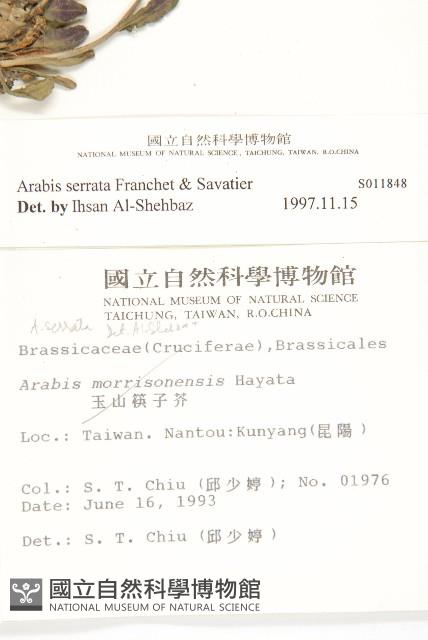 國立自然科學博物館
NATIONAL MUSEUM OF NATURAL SCIENCE, TAICHUNG, TAIWAN, R.O.CHINA
Arabis serrata Franchet & Savatier S011848
Det. by Ihsan Al-Shehbaz 1997.11.15
國立自然科學博物館
NATIONAL MUSEUM OF NATURAL SCIENCE
TAICHUNG, TAIWAN, R.O.CHINA
A. serrata det. Al-Shehbaz
Brassicaceae(Cruciferae),Brassicales
Arabis morrisonensis Hayata
玉山筷子芥
Loc.: Taiwan. Nantou:Kunyang(昆陽)
Col.: S. T. Chiu (邱少婷); No. 01976
Date: June 16, 1993
Det.: S. T. Chiu (邱少婷)
國立自然科學博物館
NATIONAL MUSEUM OF NATURAL SCIENCE